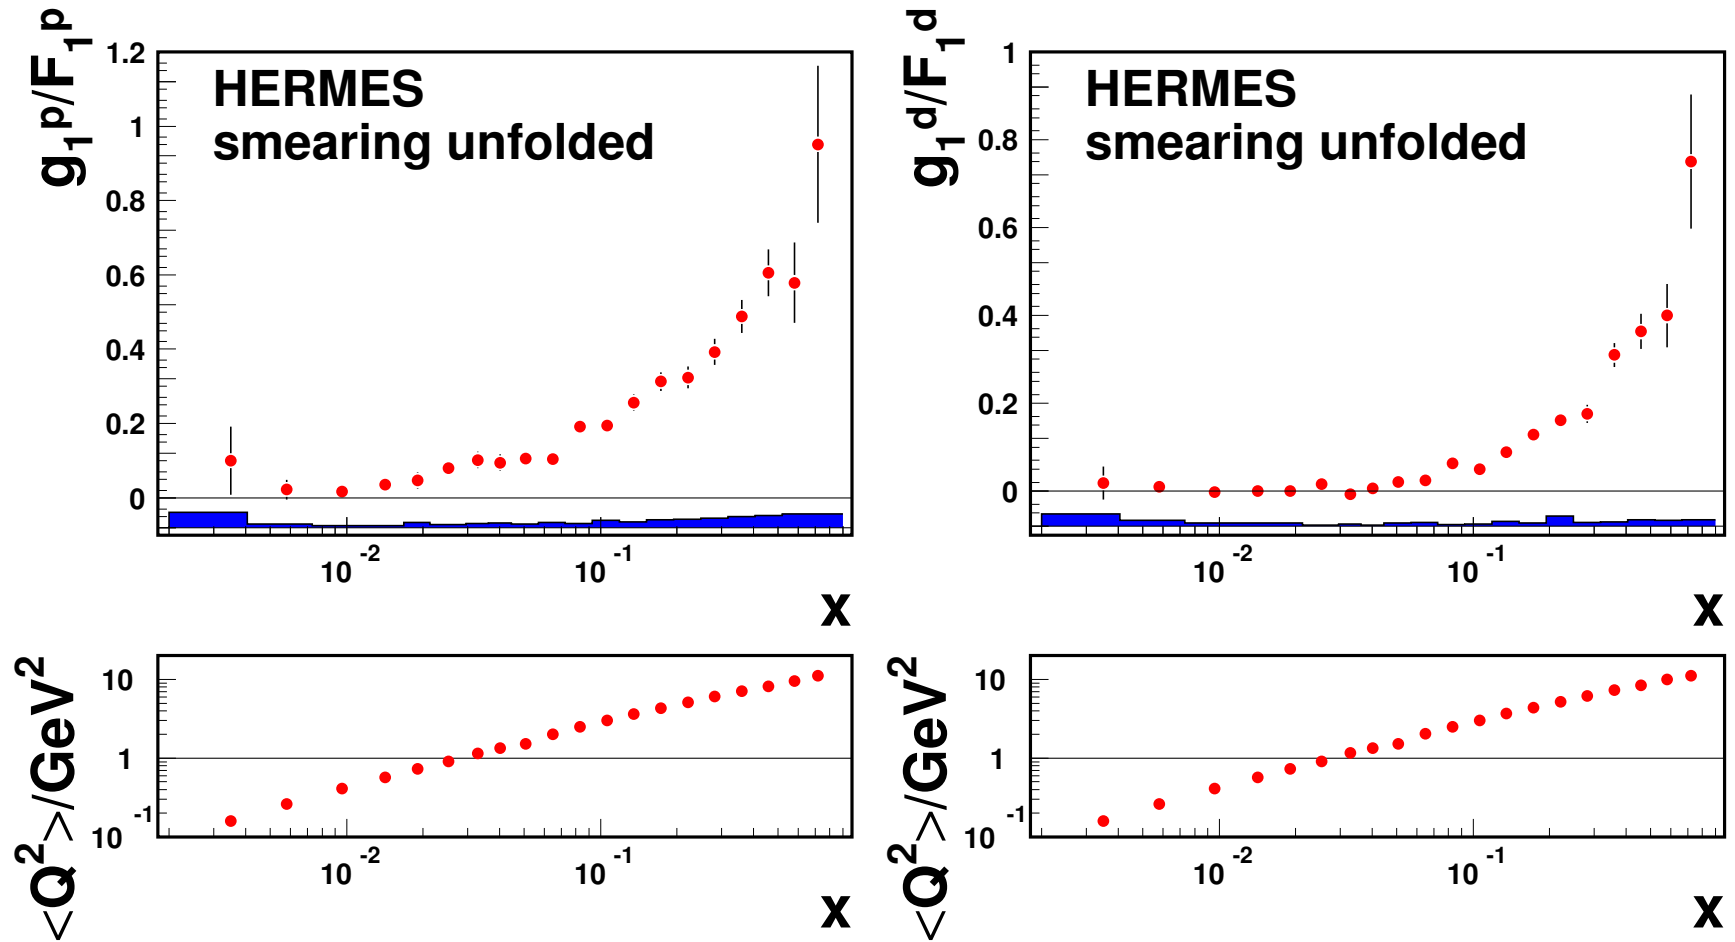 g₁ᵖ/F₁ᵖ
HERMES
smearing unfolded
1.2
1
0.8
0.6
0.4
0.2
0
10⁻² 10⁻¹
x
g₁ᵈ/F₁ᵈ
HERMES
smearing unfolded
1
0.8
0.6
0.4
0.2
0
10⁻² 10⁻¹
x
<Q²>/GeV²
10
1
10⁻¹
10⁻² 10⁻¹
x
<Q²>/GeV²
10
1
10⁻¹
10⁻² 10⁻¹
x